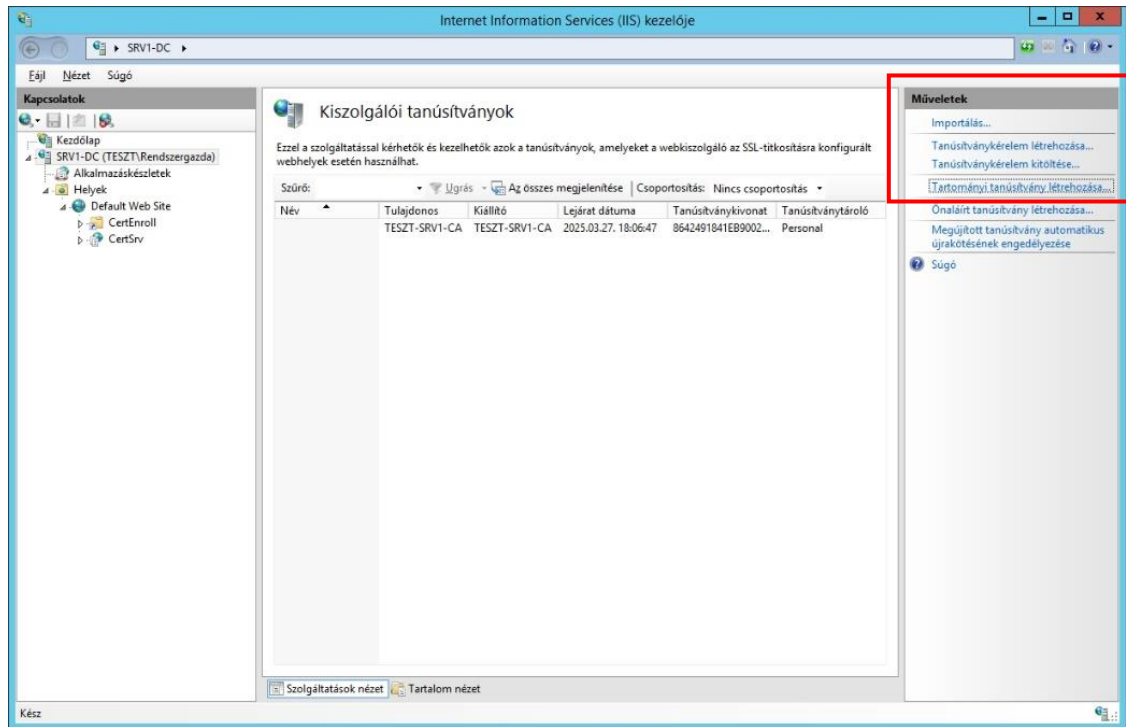 Internet Information Services (IIS) kezelője
SRV1-DC
Fájl Nézet Súgó
Kapcsolatok
Kezdőlap
SRV1-DC (TESZT\Rendszergazda)
Alkalmazáskészletek
Helyek
Default Web Site
CertEnroll
CertSrv
Kiszolgálói tanúsítványok
Ezzel a szolgáltatással kérhetők és kezelhetők azok a tanúsítványok, amelyeket a webkiszolgáló az SSL-titkosításra konfigurált
webhelyek esetén használhat.
Szűrő: Ugrás Az összes megjelenítése Csoportosítás: Nincs csoportosítás
Név Tulajdonos Kiállító Lejárat dátuma Tanúsítványkivonat Tanúsítványtároló
TESZT-SRV1-CA TESZT-SRV1-CA 2025.03.27. 18:06:47 8642491841EB9002... Personal
Szolgáltatások nézet Tartalom nézet
Műveletek
Importálás...
Tanúsítványkérelem létrehozása...
Tanúsítványkérelem kitöltése...
Tartományi tanúsítvány létrehozása...
Önaláírt tanúsítvány létrehozása...
Megújított tanúsítvány automatikus
újrakötésének engedélyezése
Súgó
Kész